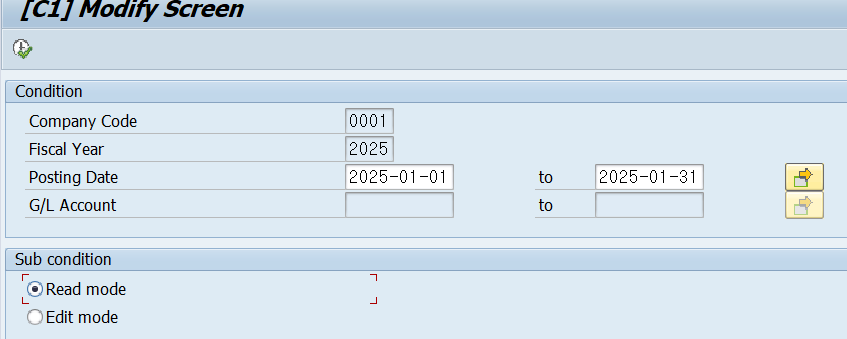 [C1] Modify Screen
Condition
Company Code 0001
Fiscal Year 2025
Posting Date 2025-01-01 to 2025-01-31
G/L Account to
Sub condition
Read mode
Edit mode